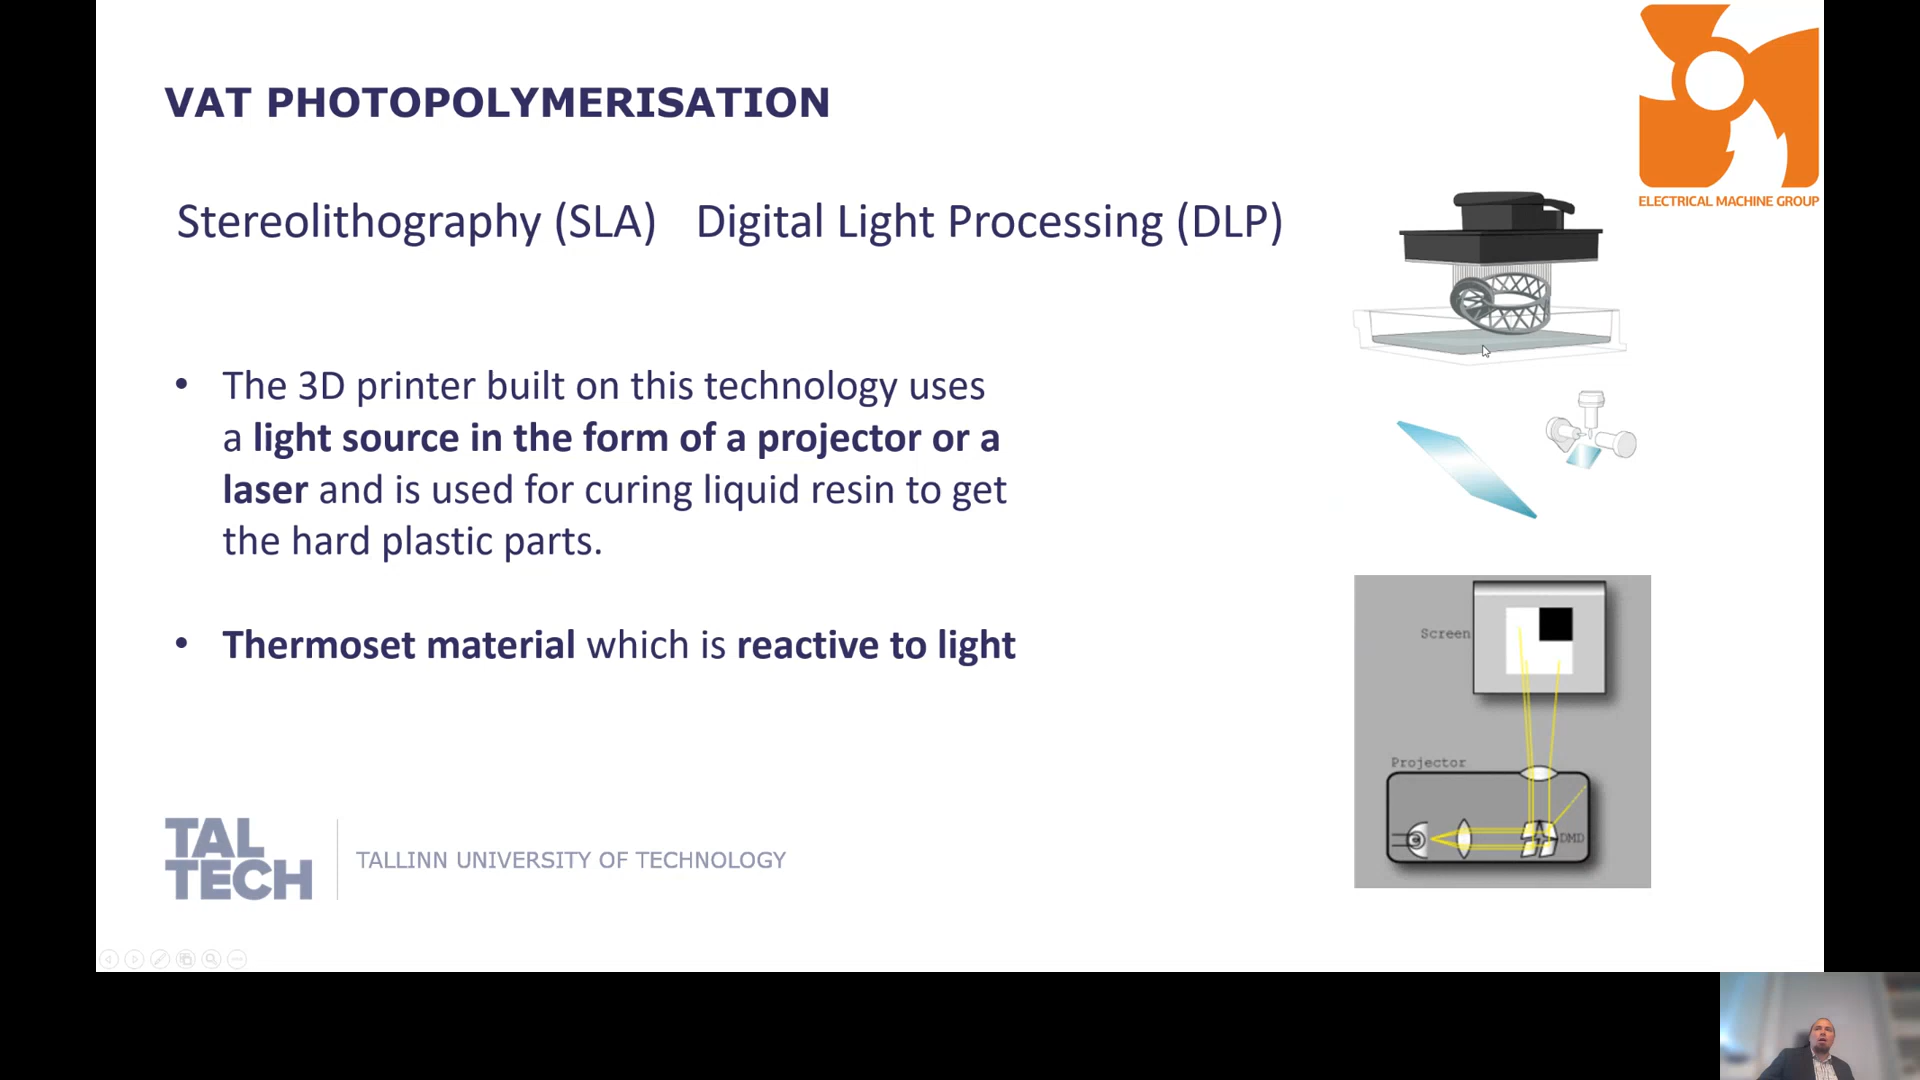 VAT PHOTOPOLYMERISATION
ELECTRICAL MACHINE GROUP
Stereolithography (SLA) Digital Light Processing (DLP)
• The 3D printer built on this technology uses
a light source in the form of a projector or a
laser and is used for curing liquid resin to get
the hard plastic parts.
• Thermoset material which is reactive to light
Screen
Projector
DMD
TAL
TECH
TALLINN UNIVERSITY OF TECHNOLOGY